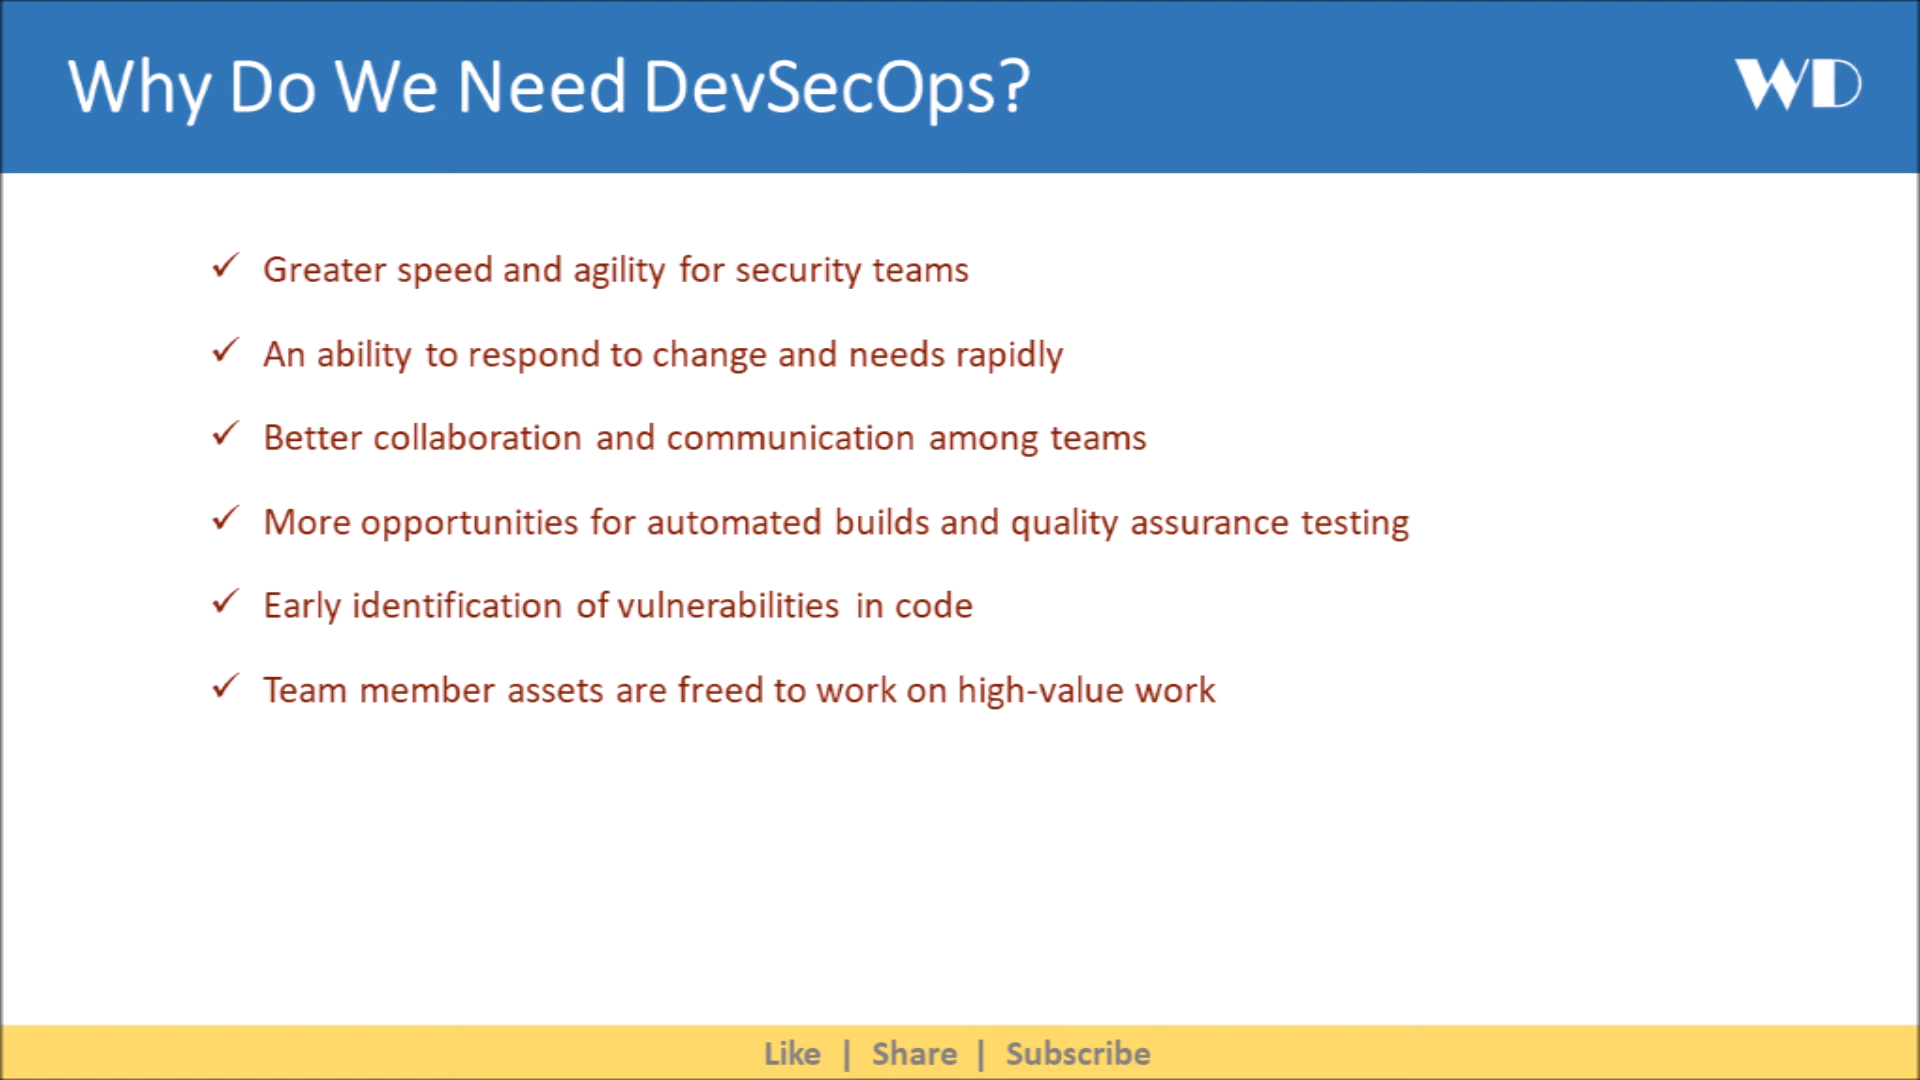 Why Do We Need DevSecOps?
WD
✓ Greater speed and agility for security teams
✓ An ability to respond to change and needs rapidly
✓ Better collaboration and communication among teams
✓ More opportunities for automated builds and quality assurance testing
✓ Early identification of vulnerabilities in code
✓ Team member assets are freed to work on high-value work
Like | Share | Subscribe